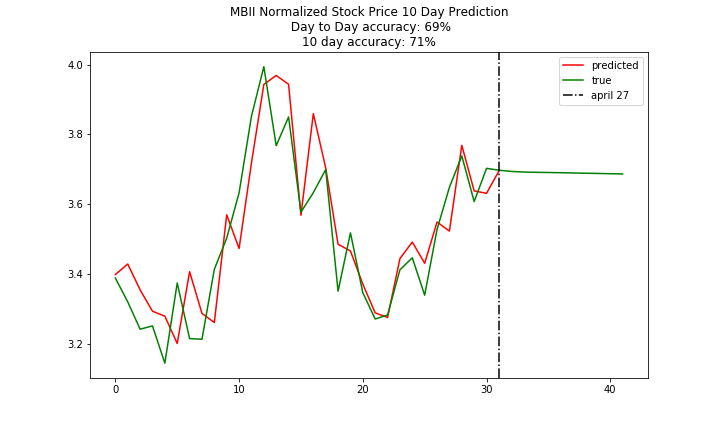 MBII Normalized Stock Price 10 Day Prediction
Day to Day accuracy: 69%
10 day accuracy: 71%
4.0
3.8
3.6
3.4
3.2
0
10
20
30
40
predicted
true
april 27